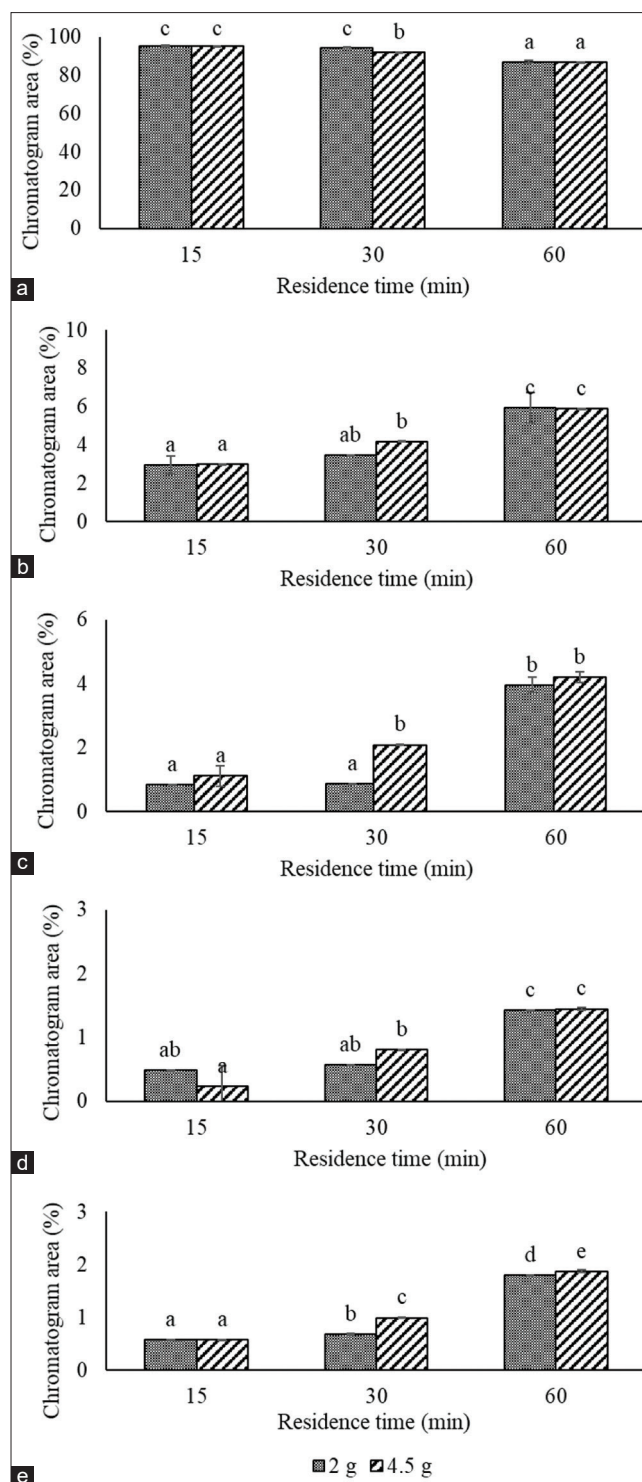 Chromatogram area (%)
100
80
60
40
20
0
c c c b a a
15 30 60
Residence time (min)
a
Chromatogram area (%)
10
8
6
4
2
0
a a ab b c c
15 30 60
Residence time (min)
b
Chromatogram area (%)
6
4
2
0
a a a b b b
15 30 60
Residence time (min)
c
Chromatogram area (%)
3
2
1
0
ab a ab b c c
15 30 60
Residence time (min)
d
Chromatogram area (%)
3
2
1
0
a a b c d e
15 30 60
Residence time (min)
e
2 g 4.5 g